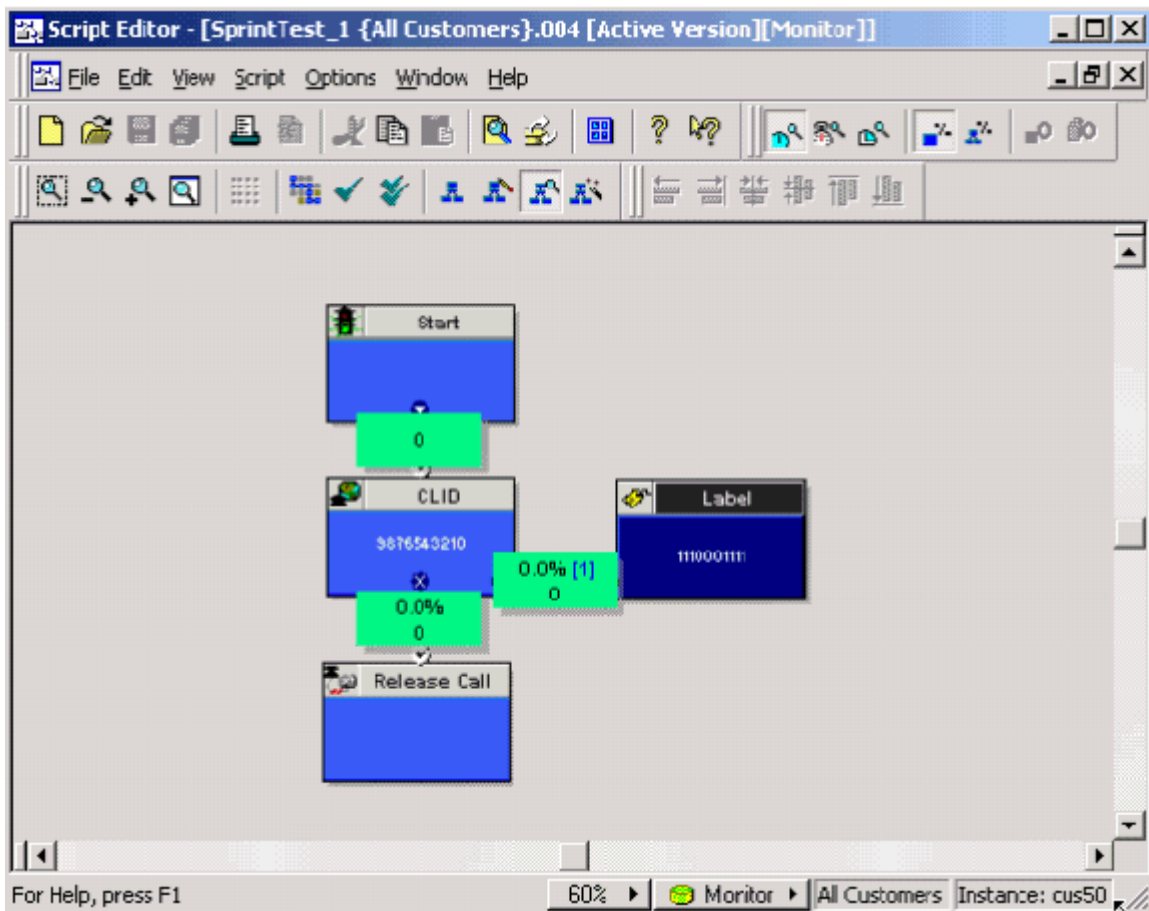 Script Editor - [SprintTest_1 {All Customers}.004 [Active Version][Monitor]]
File Edit View Script Options Window Help
Start
0
CLID
9876543210
Label
1110001111
0.0% [1]
0
0.0%
0
Release Call
For Help, press F1
60%
Monitor
All Customers
Instance: cus50